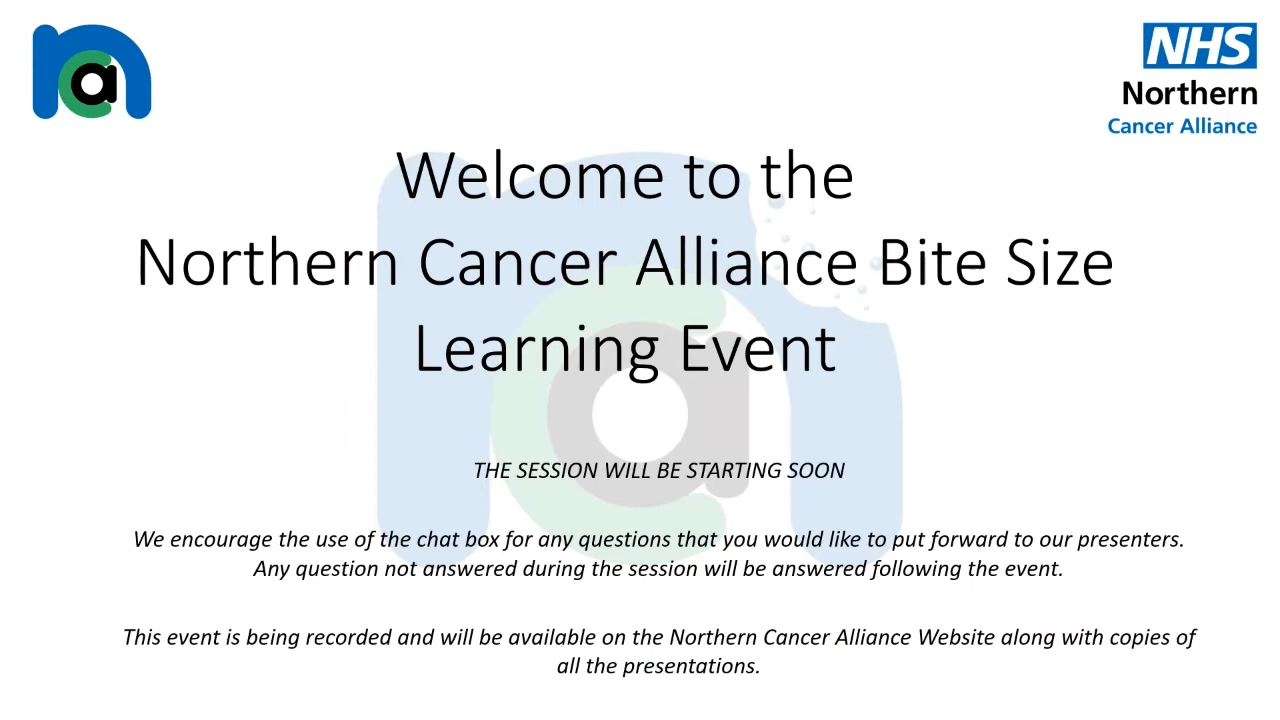 nca
NHS
Northern
Cancer Alliance
Welcome to the
Northern Cancer Alliance Bite Size
Learning Event
THE SESSION WILL BE STARTING SOON
We encourage the use of the chat box for any questions that you would like to put forward to our presenters.
Any question not answered during the session will be answered following the event.
This event is being recorded and will be available on the Northern Cancer Alliance Website along with copies of
all the presentations.